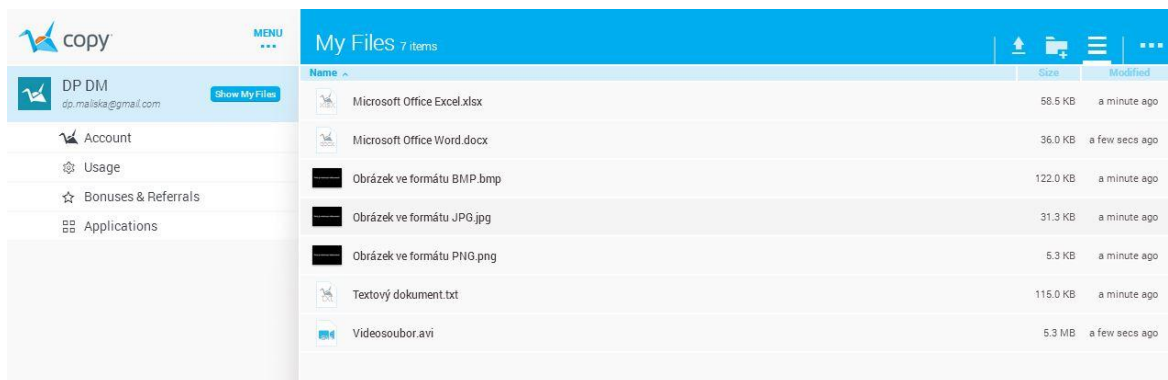 copy
MENU
DP DM
dp.maliska@gmail.com
Show My Files
Account
Usage
Bonuses & Referrals
Applications
My Files 7 items
Name Size Modified
Microsoft Office Excel.xlsx 58.5 KB a minute ago
Microsoft Office Word.docx 36.0 KB a few secs ago
Obrázek ve formátu BMP.bmp 122.0 KB a minute ago
Obrázek ve formátu JPG.jpg 31.3 KB a minute ago
Obrázek ve formátu PNG.png 5.3 KB a minute ago
Textový dokument.txt 115.0 KB a minute ago
Videosoubor.avi 5.3 MB a few secs ago